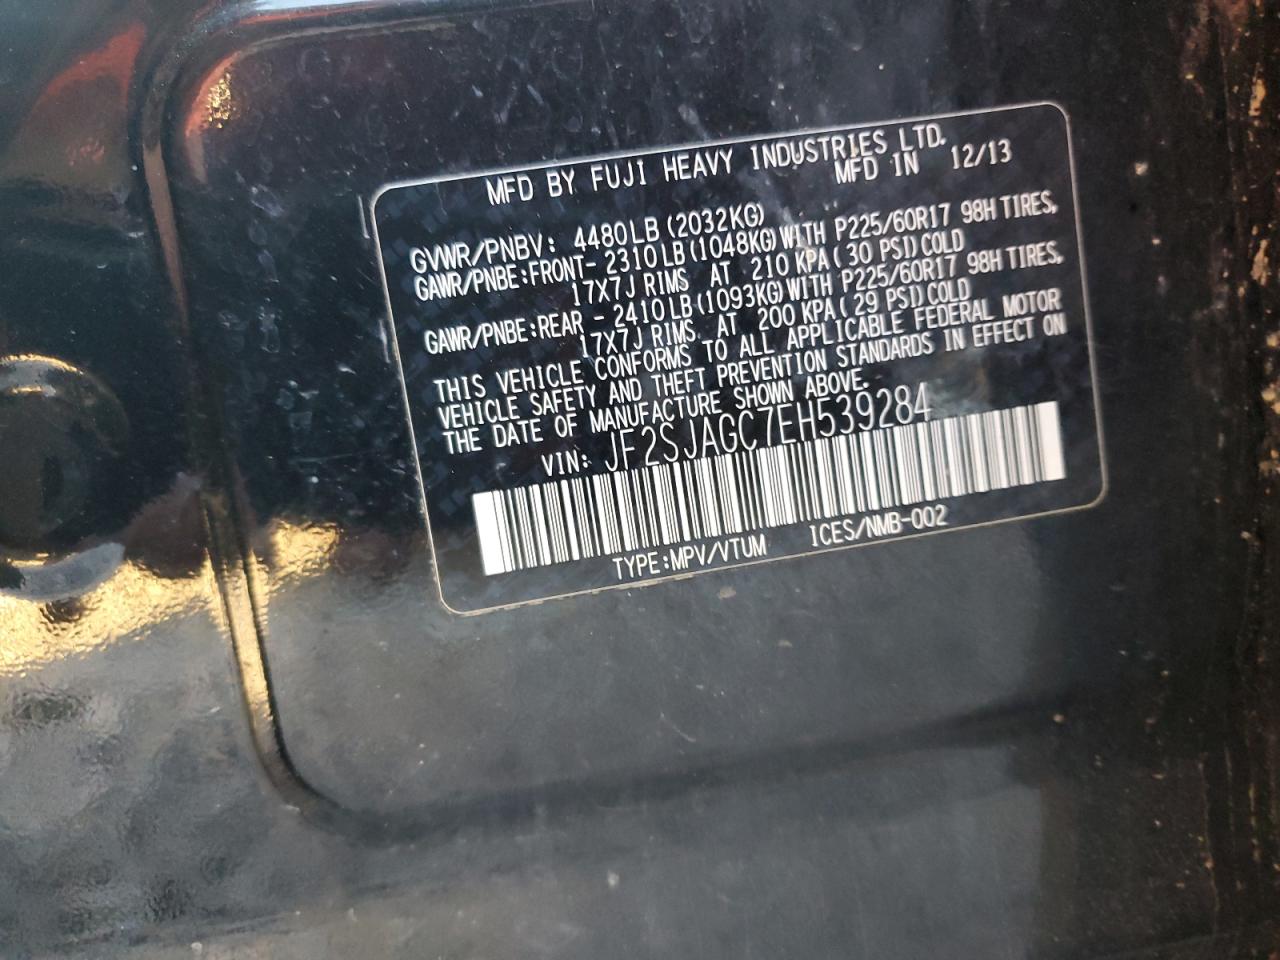 MFD BY FUJI HEAVY INDUSTRIES LTD.
MFD IN 12/13
GVWR/PNBV: 4480LB (2032KG)
GAWR/PNBE:FRONT- 2310LB (1048KG) WITH P225/60R17 98H TIRES,
17X7J RIMS AT 210 KPA ( 30 PSI) COLD
GAWR/PNBE:REAR - 2410LB (1093KG) WITH P225/60R17 98H TIRES,
17X7J RIMS. AT 200 KPA ( 29 PSI) COLD
THIS VEHICLE CONFORMS TO ALL APPLICABLE FEDERAL MOTOR
VEHICLE SAFETY AND THEFT PREVENTION STANDARDS IN EFFECT ON
THE DATE OF MANUFACTURE SHOWN ABOVE.
VIN: JF2SJAGC7EH539284
TYPE:MPV/VTUM ICES/NMB-002